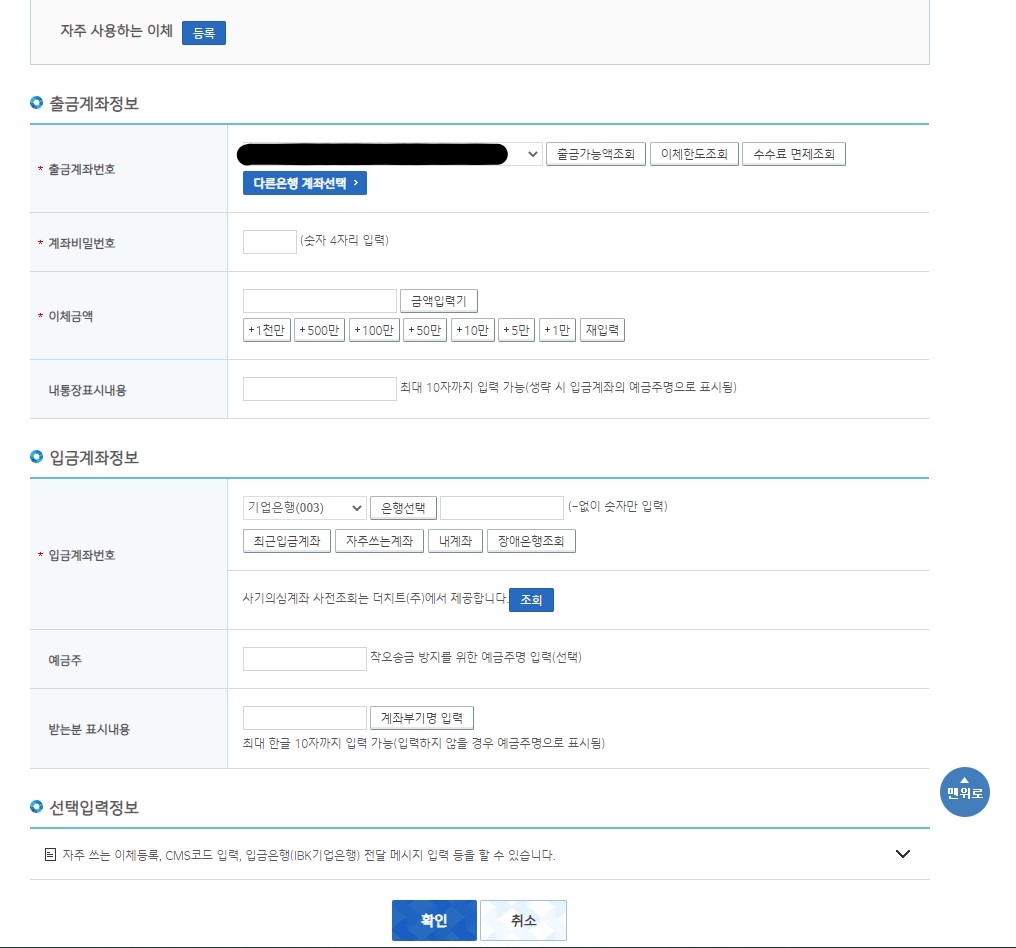 자주 사용하는 이체 등록
출금계좌정보
* 출금계좌번호
출금가능액조회 이체한도조회 수수료 면제조회
다른은행 계좌선택 >
* 계좌비밀번호
(숫자 4자리 입력)
* 이체금액
금액입력기
+1천만 +500만 +100만 +50만 +10만 +5만 +1만 재입력
내통장표시내용
최대 10자까지 입력 가능(생략 시 입금계좌의 예금주명으로 표시됨)
입금계좌정보
* 입금계좌번호
기업은행(003) 은행선택 (-없이 숫자만 입력)
최근입금계좌 자주쓰는계좌 내계좌 장애은행조회
사기의심계좌 사전조회는 더치트(주)에서 제공합니다. 조회
예금주
착오송금 방지를 위한 예금주명 입력(선택)
받는분 표시내용
계좌부기명 입력
최대 한글 10자까지 입력 가능(입력하지 않을 경우 예금주명으로 표시됨)
맨위로
선택입력정보
자주 쓰는 이체등록, CMS코드 입력, 입금은행(IBK기업은행) 전달 메시지 입력 등을 할 수 있습니다.
확인 취소